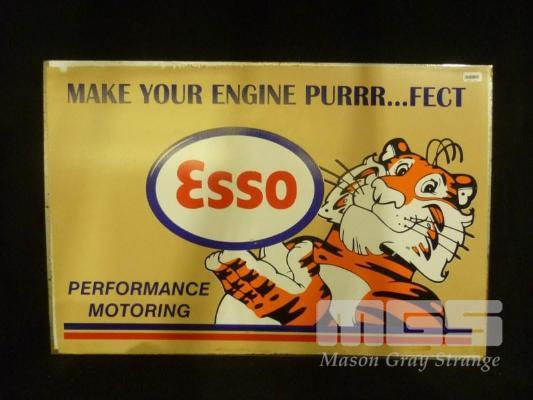 MAKE YOUR ENGINE PURRR...FECT
Esso
PERFORMANCE
MOTORING
MGS
Mason Gray Strange